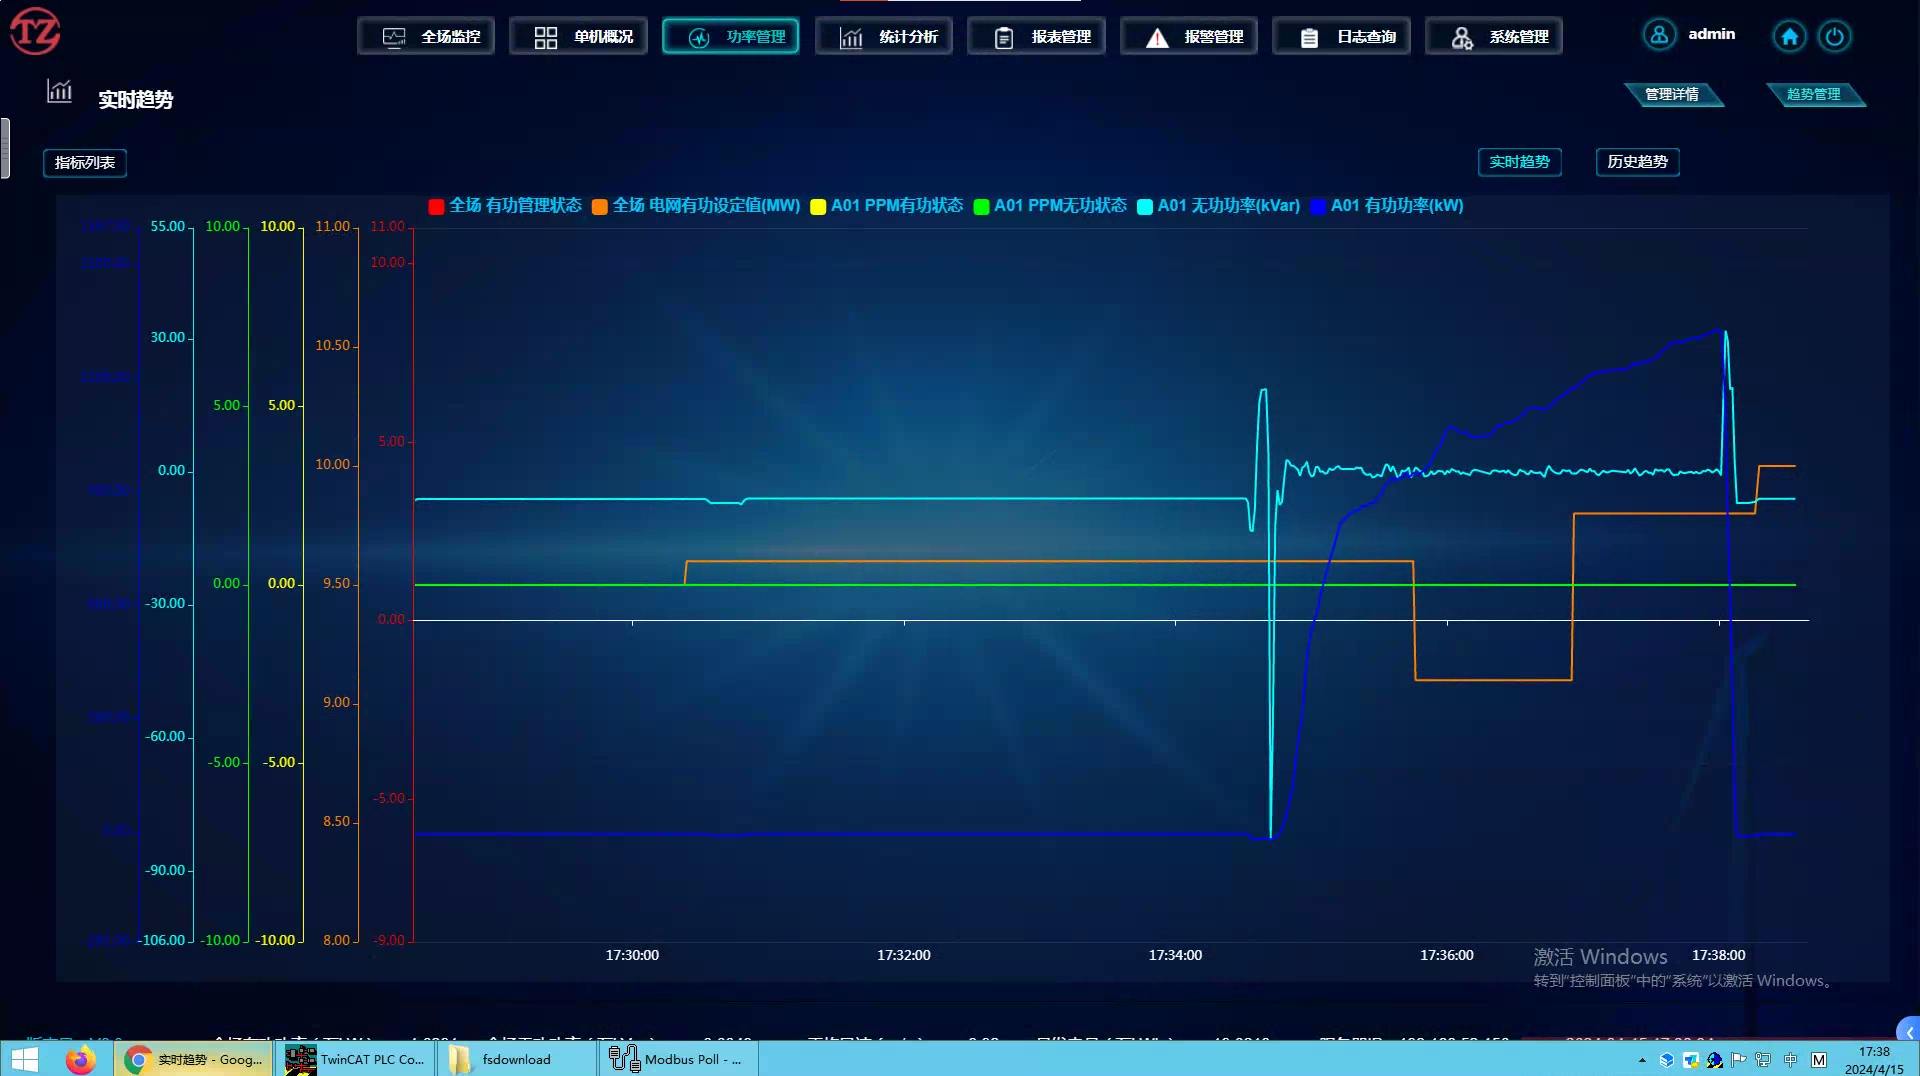 TZ
全场监控
单机概况
功率管理
统计分析
报表管理
报警管理
日志查询
系统管理
admin
实时趋势
管理详情
趋势管理
指标列表
实时趋势
历史趋势
全场 有功管理状态
全场 电网有功设定值(MW)
A01 PPM有功状态
A01 PPM无功状态
A01 无功功率(kVar)
A01 有功功率(kW)
55.00
30.00
0.00
-30.00
-60.00
-90.00
-106.00
10.00
5.00
0.00
-5.00
-10.00
10.00
5.00
0.00
-5.00
-10.00
11.00
10.50
10.00
9.50
9.00
8.50
8.00
11.00
10.00
5.00
0.00
-5.00
-9.00
17:30:00
17:32:00
17:34:00
17:36:00
17:38:00
激活 Windows
转到“控制面板”中的“系统”以激活 Windows。
实时趋势 - Goog...
TwinCAT PLC Co...
fsdownload
Modbus Poll - ...
中
M
17:38
2024/4/15